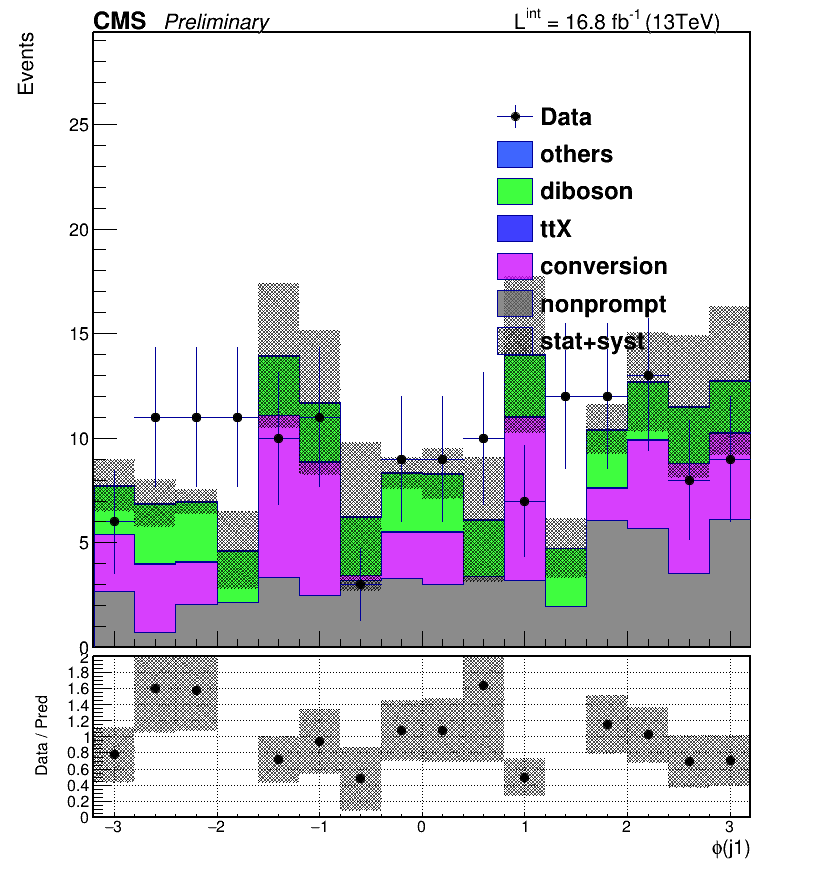 CMS Preliminary L^int = 16.8 fb^-1 (13TeV)
Events
25
20
15
10
5
0
Data
others
diboson
ttX
conversion
nonprompt
stat+syst
Data / Pred
2
1.8
1.6
1.4
1.2
1
0.8
0.6
0.4
0.2
0
−3 −2 −1 0 1 2 3
ϕ(j1)